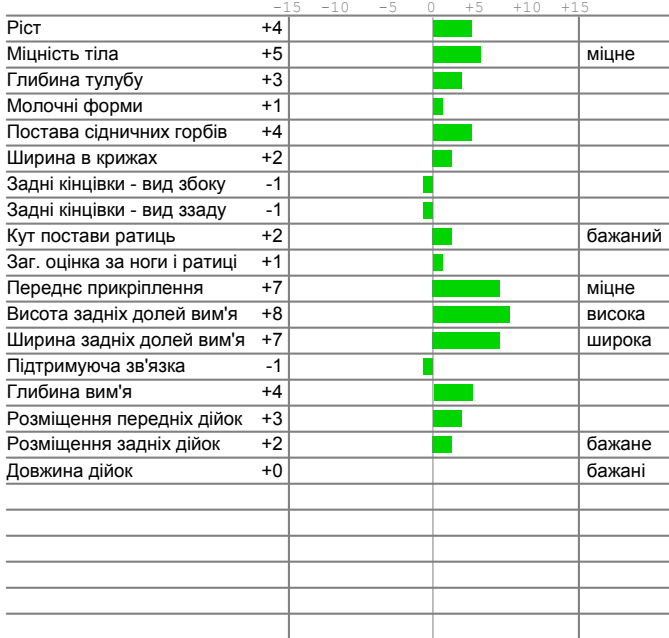 -15 -10 -5 0 +5 +10 +15
Ріст +4
Міцність тіла +5 міцне
Глибина тулубу +3
Молочні форми +1
Постава сідничних горбів +4
Ширина в крижах +2
Задні кінцівки - вид збоку -1
Задні кінцівки - вид ззаду -1
Кут постави ратиць +2 бажаний
Заг. оцінка за ноги і ратиці +1
Переднє прикріплення +7 міцне
Висота задніх долей вим'я +8 висока
Ширина задніх долей вим'я +7 широка
Підтримуюча зв'язка -1
Глибина вим'я +4
Розміщення передніх дійок +3
Розміщення задніх дійок +2 бажане
Довжина дійок +0 бажані